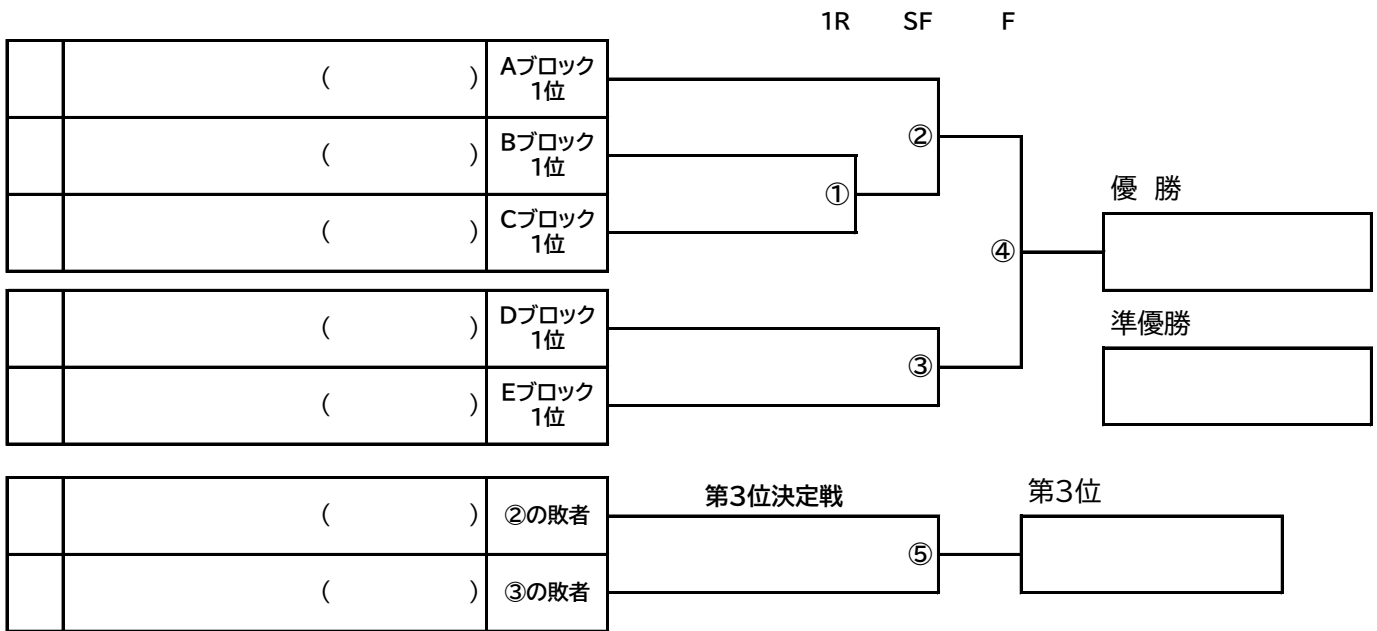 1R SF F
( ) Aブロック
1位
②
( ) Bブロック
1位
①
優 勝
( ) Cブロック
1位
④
( ) Dブロック
1位
準優勝
③
( ) Eブロック
1位
第3位決定戦
第3位
( ) ②の敗者
⑤
( ) ③の敗者